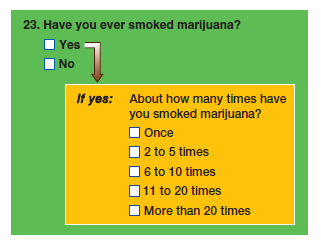 23. Have you ever smoked marijuana?
Yes
No
If yes: About how many times have
you smoked marijuana?
Once
2 to 5 times
6 to 10 times
11 to 20 times
More than 20 times